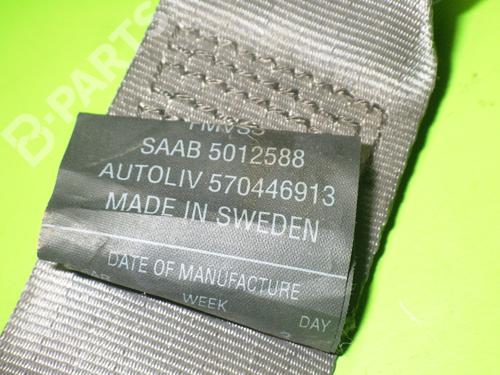 B-PARTS
FMVSS
SAAB 5012588
AUTOLIV 570446913
MADE IN SWEDEN
DATE OF MANUFACTURE
WEEK
DAY